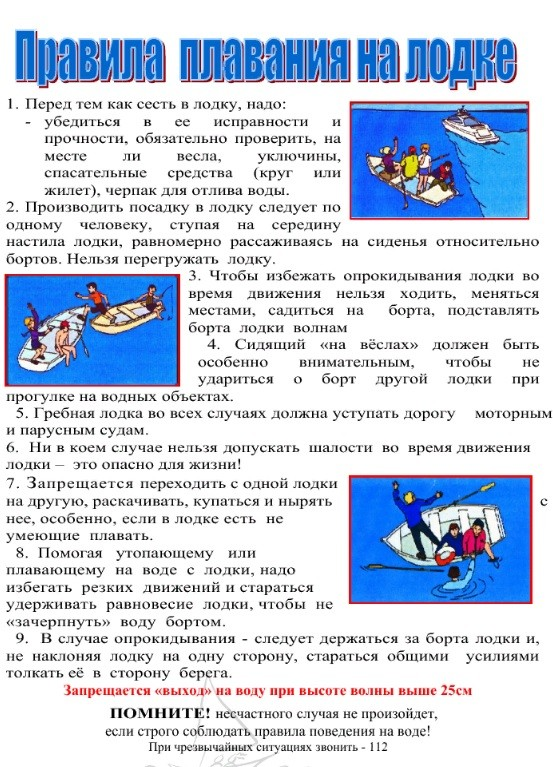 Правила плавания на лодке
1. Перед тем как сесть в лодку, надо:
- убедиться в ее исправности и
прочности, обязательно проверить, на
месте ли весла, уключины,
спасательные средства (круг или
жилет), черпак для отлива воды.
2. Производить посадку в лодку следует по
одному человеку, ступая на середину
настила лодки, равномерно рассаживаясь на сиденья относительно
бортов. Нельзя перегружать лодку.
3. Чтобы избежать опрокидывания лодки во
время движения нельзя ходить, меняться
местами, садиться на борта, подставлять
борта лодки волнам
4. Сидящий «на вёслах» должен быть
особенно внимательным, чтобы не
удариться о борт другой лодки при
прогулке на водных объектах.
5. Гребная лодка во всех случаях должна уступать дорогу моторным
и парусным судам.
6. Ни в коем случае нельзя допускать шалости во время движения
лодки – это опасно для жизни!
7. Запрещается переходить с одной лодки
на другую, раскачивать, купаться и нырять с
нее, особенно, если в лодке есть не
умеющие плавать.
8. Помогая утопающему или
плавающему на воде с лодки, надо
избегать резких движений и стараться
удерживать равновесие лодки, чтобы не
«зачерпнуть» воду бортом.
9. В случае опрокидывания - следует держаться за борта лодки и,
не наклоняя лодку на одну сторону, стараться общими усилиями
толкать её в сторону берега.
Запрещается «выход» на воду при высоте волны выше 25см
ПОМНИТЕ! несчастного случая не произойдет,
если строго соблюдать правила поведения на воде!
При чрезвычайных ситуациях звонить - 112